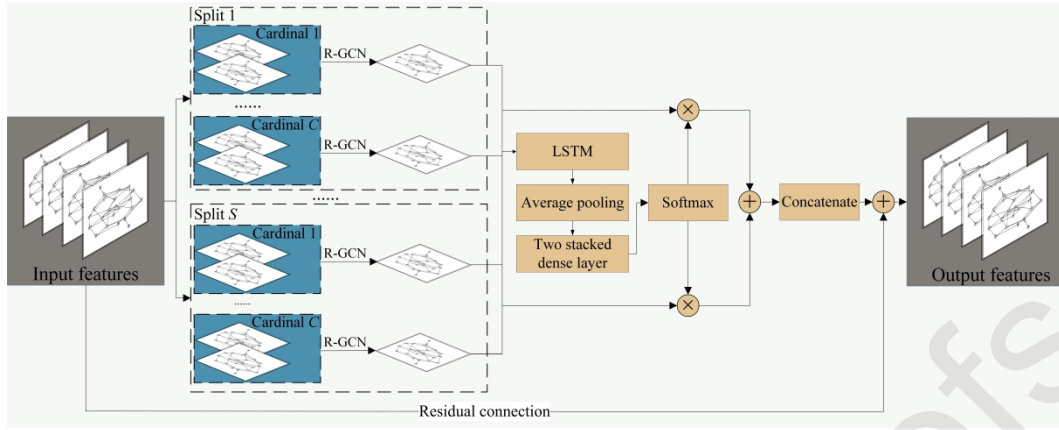 Split 1
Cardinal 1
R-GCN
......
Cardinal C
R-GCN
......
Split S
Cardinal 1
R-GCN
......
Cardinal C
R-GCN
Input features
LSTM
Average pooling
Two stacked
dense layer
Softmax
×
×
+
Concatenate
+
Output features
Residual connection
ofs